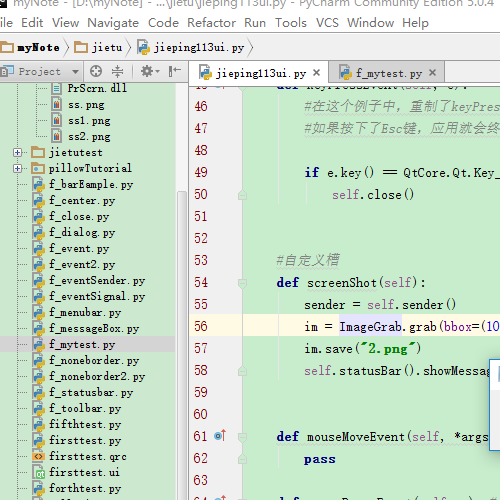 myNote - [D:\myNote] - ...\jietu\jieping113ui.py - PyCharm Community Edition 5.0.4
File Edit View Navigate Code Refactor Run Tools VCS Window Help
myNote jietu jieping113ui.py
Project
jieping113ui.py × f_mytest.py ×
PrScrn.dll
ss.png
ss1.png
ss2.png
jietutest
pillowTutorial
f_barEample.py
f_center.py
f_close.py
f_dialog.py
f_event.py
f_event2.py
f_eventSender.py
f_eventSignal.py
f_menubar.py
f_messageBox.py
f_mytest.py
f_noneborder.py
f_noneborder2.py
f_statusbar.py
f_toolbar.py
fifthtest.py
firsttest.py
firsttest.qrc
firsttest.ui
forthtest.py
45 def keyPressEvent(self, e):
46 #在这个例子中，重制了keyPres
47 #如果按下了Esc键，应用就会终
48
49 if e.key() == QtCore.Qt.Key_
50 self.close()
51
52
53 #自定义槽
54 def screenShot(self):
55 sender = self.sender()
56 im = ImageGrab.grab(bbox=(10
57 im.save("2.png")
58 self.statusBar().showMessag
59
60
61 def mouseMoveEvent(self, *args
62 pass
63